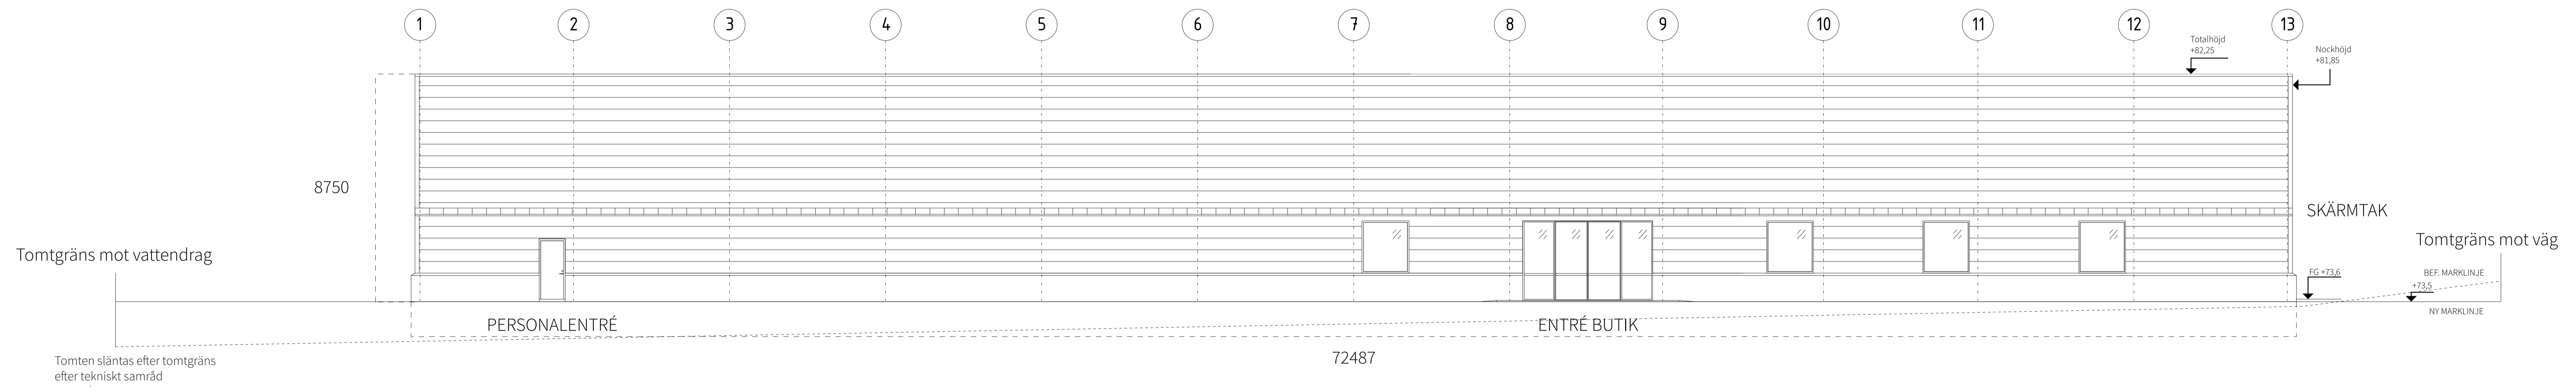 1 2 3 4 5 6 7 8 9 10 11 12 13
Totalhöjd
+82,25
Nockhöjd
+81,85
8750
SKÄRMTAK
Tomtgräns mot vattendrag
Tomtgräns mot väg
FG +73,6
BEF. MARKLINJE
+73,5
NY MARKLINJE
PERSONALENTRÉ
ENTRÉ BUTIK
72487
Tomten släntas efter tomtgräns
efter tekniskt samråd